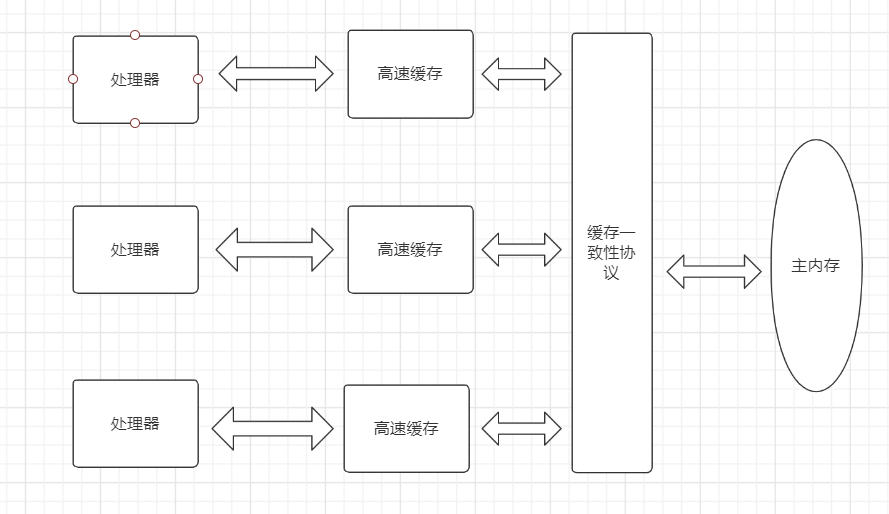 处理器
高速缓存
处理器
高速缓存
缓存一
致性协
议
主内存
处理器
高速缓存